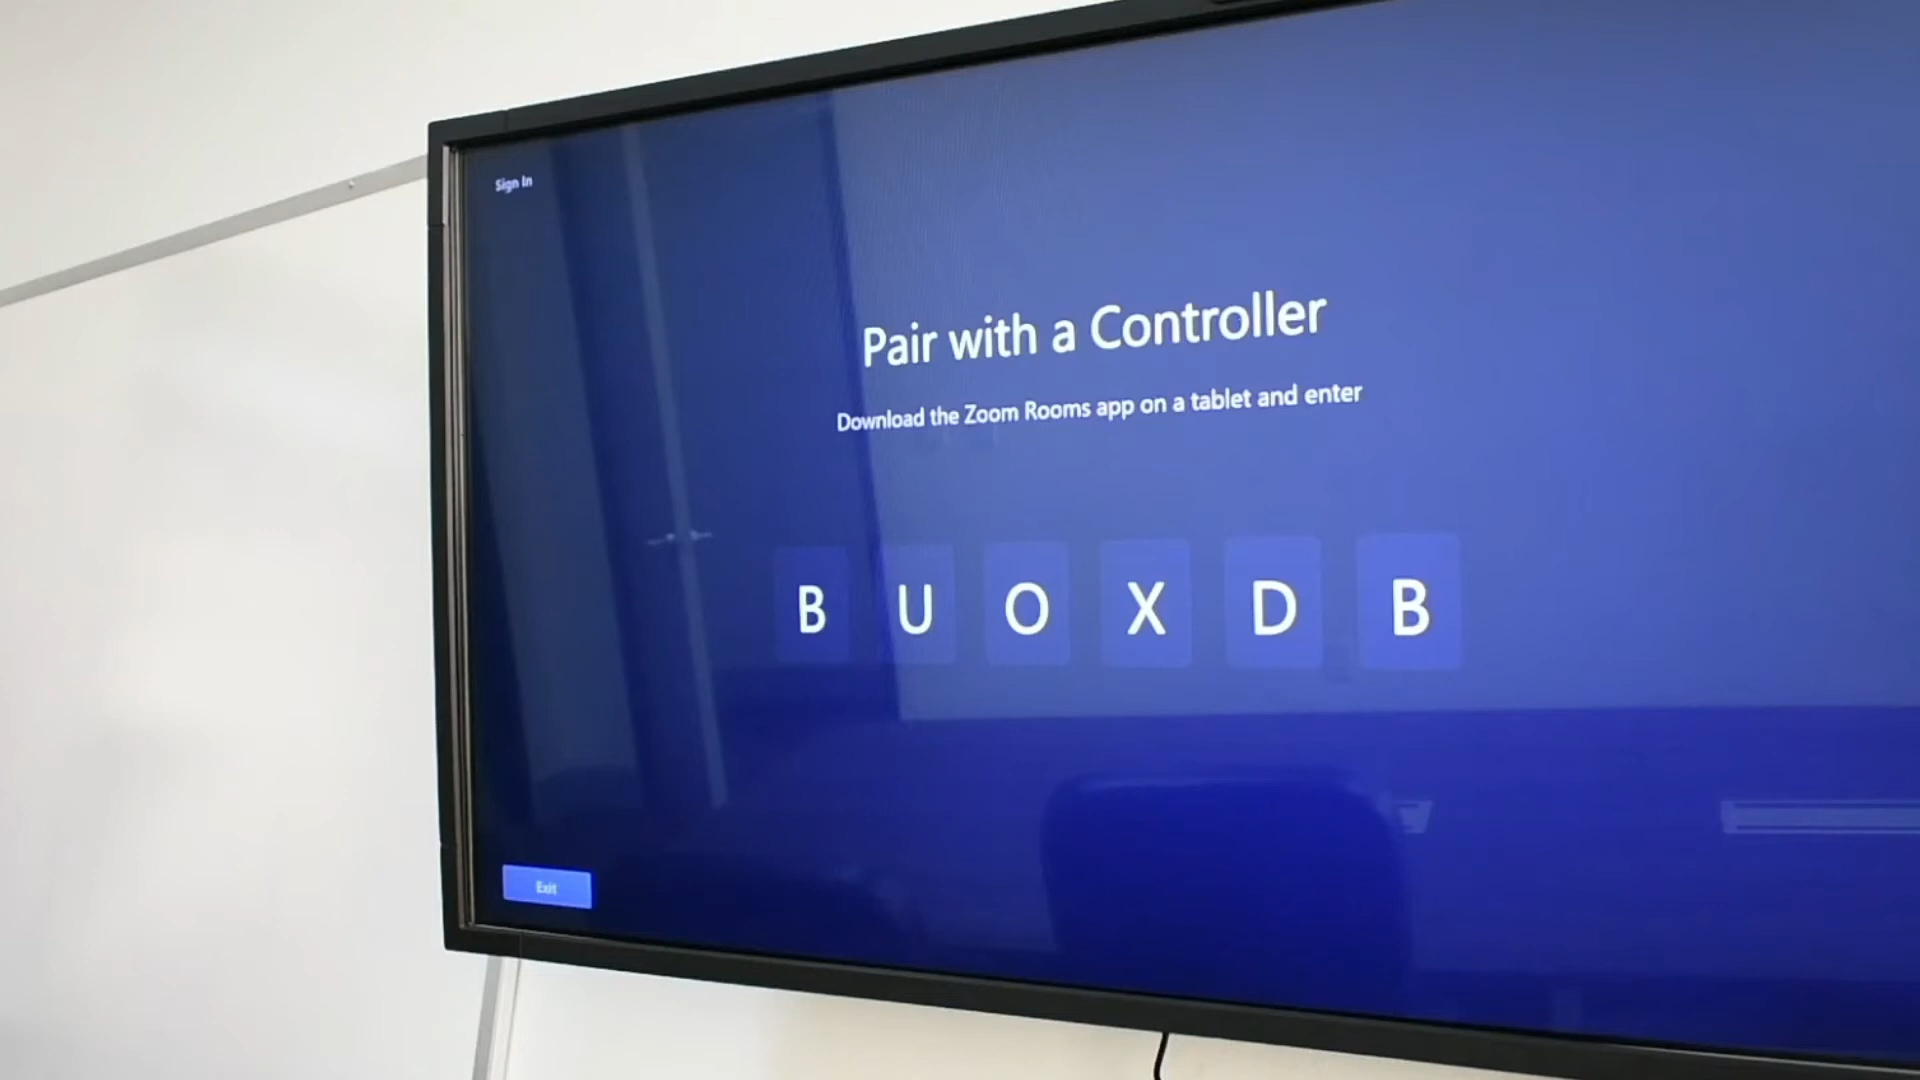 Sign In
Pair with a Controller
Download the Zoom Rooms app on a tablet and enter
B U O X D B
Exit